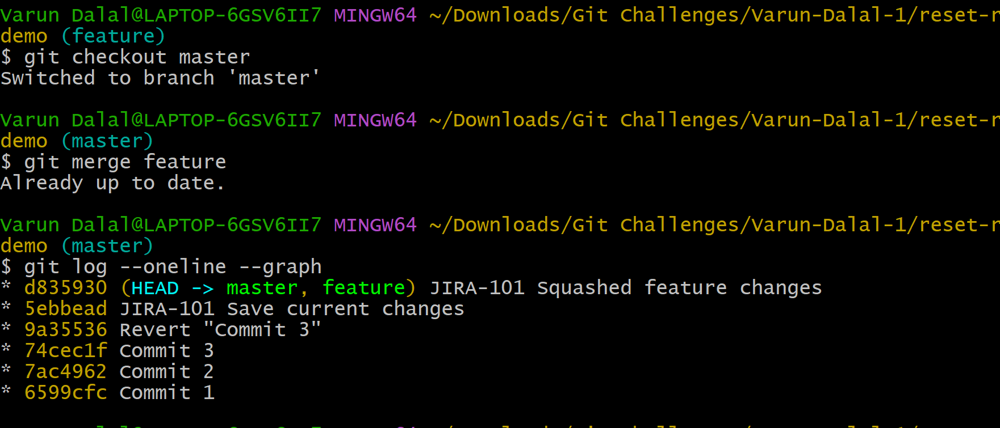 Varun Dalal@LAPTOP-6GSV6II7 MINGW64 ~/Downloads/Git Challenges/Varun-Dalal-1/reset-r
demo (feature)
$ git checkout master
Switched to branch 'master'
Varun Dalal@LAPTOP-6GSV6II7 MINGW64 ~/Downloads/Git Challenges/Varun-Dalal-1/reset-r
demo (master)
$ git merge feature
Already up to date.
Varun Dalal@LAPTOP-6GSV6II7 MINGW64 ~/Downloads/Git Challenges/Varun-Dalal-1/reset-r
demo (master)
$ git log --oneline --graph
* d835930 (HEAD -> master, feature) JIRA-101 Squashed feature changes
* 5ebbead JIRA-101 Save current changes
* 9a35536 Revert "Commit 3"
* 74cec1f Commit 3
* 7ac4962 Commit 2
* 6599cfc Commit 1